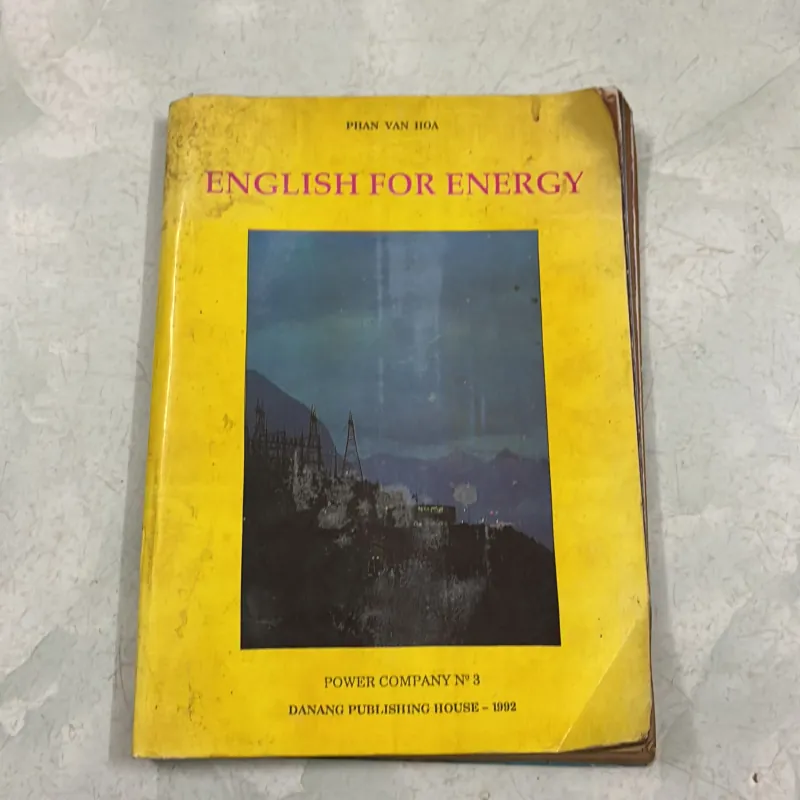 PHAN VAN HOA
ENGLISH FOR ENERGY
POWER COMPANY Nº 3
DANANG PUBLISHING HOUSE – 1992